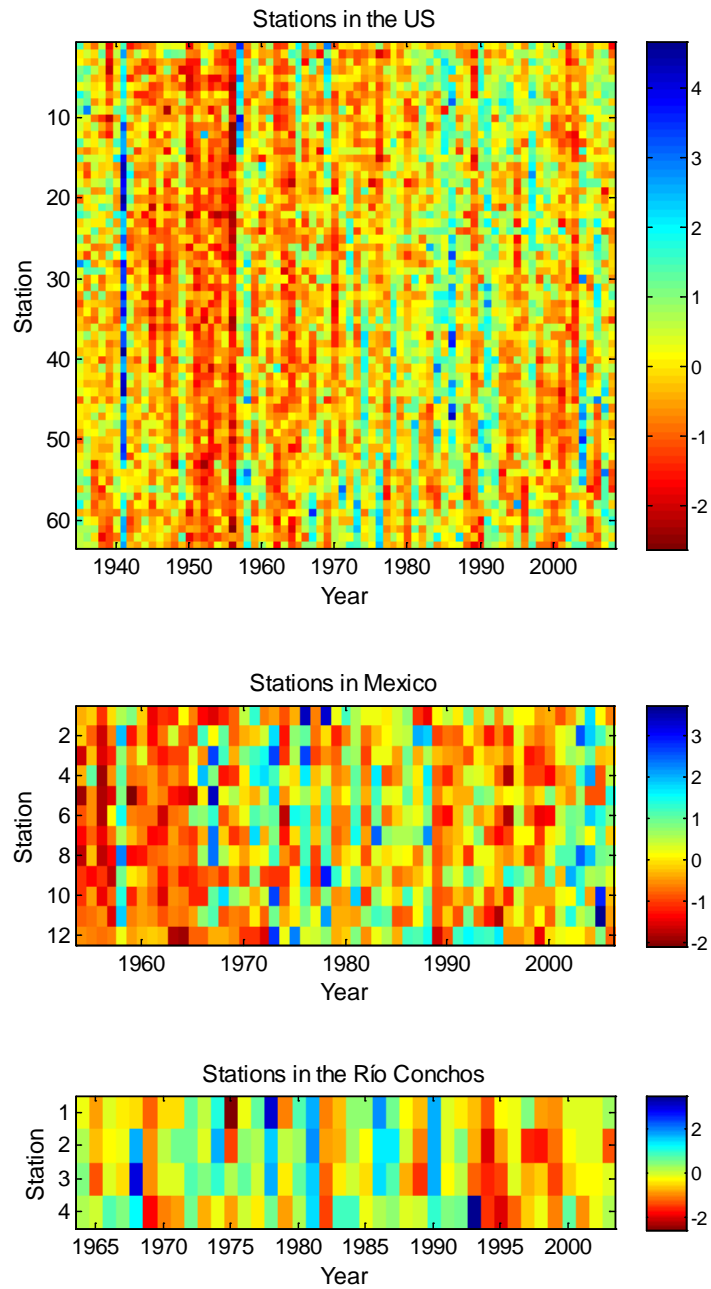 Stations in the US
Station
10
20
30
40
50
60
1940 1950 1960 1970 1980 1990 2000
Year
4
3
2
1
0
-1
-2
Stations in Mexico
Station
2
4
6
8
10
12
1960 1970 1980 1990 2000
Year
3
2
1
0
-1
-2
Stations in the Río Conchos
Station
1
2
3
4
1965 1970 1975 1980 1985 1990 1995 2000
Year
2
0
-2